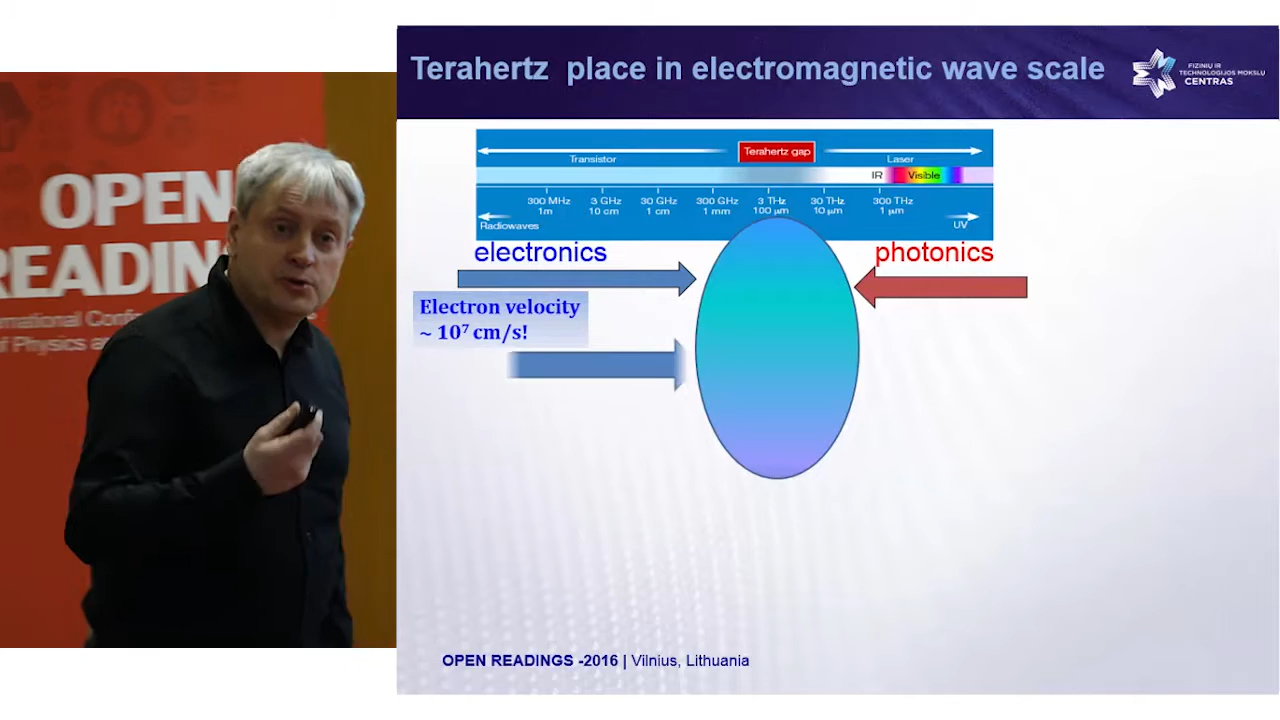 OPEN
READIN
rnational Conf
of Physics a
Terahertz place in electromagnetic wave scale
FIZINIŲ IR
TECHNOLOGIJOS MOKSLŲ
CENTRAS
Terahertz gap
Transistor
Laser
IR
Visible
300 MHz 3 GHz 30 GHz 300 GHz 3 THz 30 THz 300 THz
1m 10 cm 1 cm 1 mm 100 µm 10 µm 1 µm
Radiowaves
UV
electronics
photonics
Electron velocity
~ 10⁷ cm/s!
OPEN READINGS -2016 | Vilnius, Lithuania